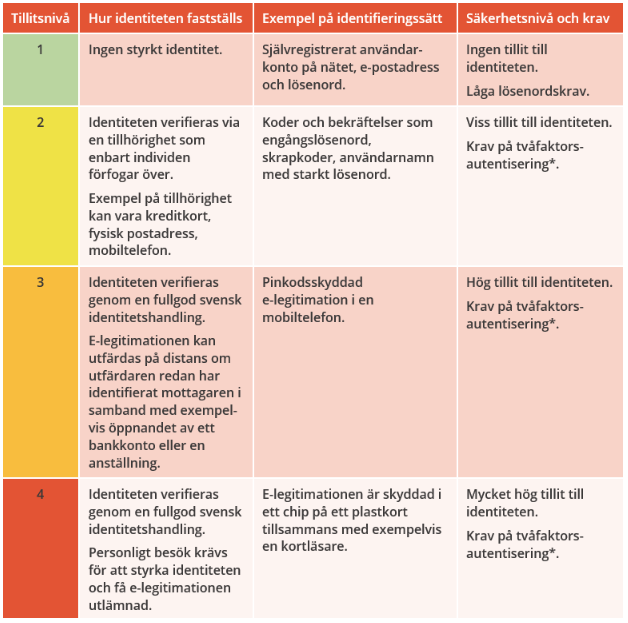 Tillitsnivå Hur identiteten fastställs Exempel på identifieringssätt Säkerhetsnivå och krav
1
Ingen styrkt identitet.
Självregistrerat användar-
konto på nätet, e-postadress
och lösenord.
Ingen tillit till
identiteten.
Låga lösenordskrav.
2
Identiteten verifieras via
en tillhörighet som
enbart individen
förfogar över.
Exempel på tillhörighet
kan vara kreditkort,
fysisk postadress,
mobiltelefon.
Koder och bekräftelser som
engångslösenord,
skrapkoder, användarnamn
med starkt lösenord.
Viss tillit till identiteten.
Krav på tvåfaktors-
autentisering*.
3
Identiteten verifieras
genom en fullgod svensk
identitetshandling.
E-legitimationen kan
utfärdas på distans om
utfärdaren redan har
identifierat mottagaren i
samband med exempel-
vis öppnandet av ett
bankkonto eller en
anställning.
Pinkodsskyddad
e-legitimation i en
mobiltelefon.
Hög tillit till identiteten.
Krav på tvåfaktors-
autentisering*.
4
Identiteten verifieras
genom en fullgod svensk
identitetshandling.
Personligt besök krävs
för att styrka identiteten
och få e-legitimationen
utlämnad.
E-legitimationen är skyddad i
ett chip på ett plastkort
tillsammans med exempelvis
en kortläsare.
Mycket hög tillit till
identiteten.
Krav på tvåfaktors-
autentisering*.